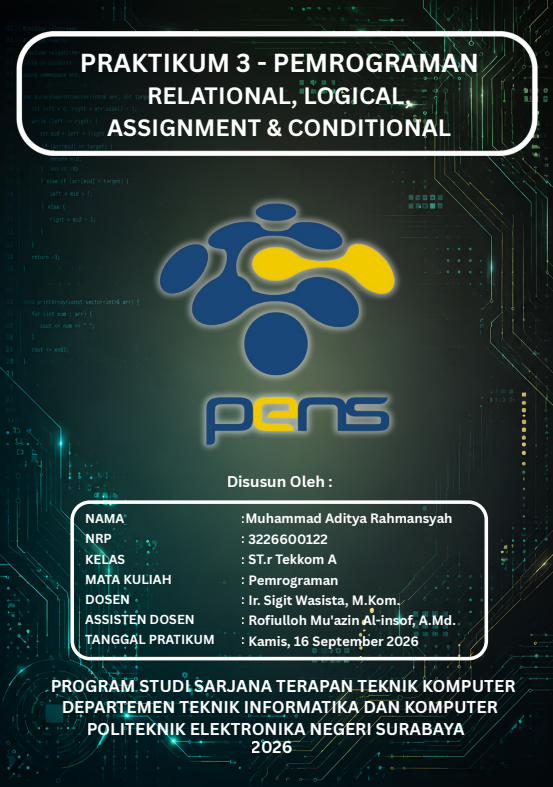 PRAKTIKUM 3 - PEMROGRAMAN
RELATIONAL, LOGICAL,
ASSIGNMENT & CONDITIONAL
pens
Disusun Oleh :
NAMA :Muhammad Aditya Rahmansyah
NRP : 3226600122
KELAS : ST.r Tekkom A
MATA KULIAH : Pemrograman
DOSEN : Ir. Sigit Wasista, M.Kom.
ASSISTEN DOSEN : Rofiulloh Mu'azin Al-insof, A.Md.
TANGGAL PRATIKUM : Kamis, 16 September 2026
PROGRAM STUDI SARJANA TERAPAN TEKNIK KOMPUTER
DEPARTEMEN TEKNIK INFORMATIKA DAN KOMPUTER
POLITEKNIK ELEKTRONIKA NEGERI SURABAYA
2026